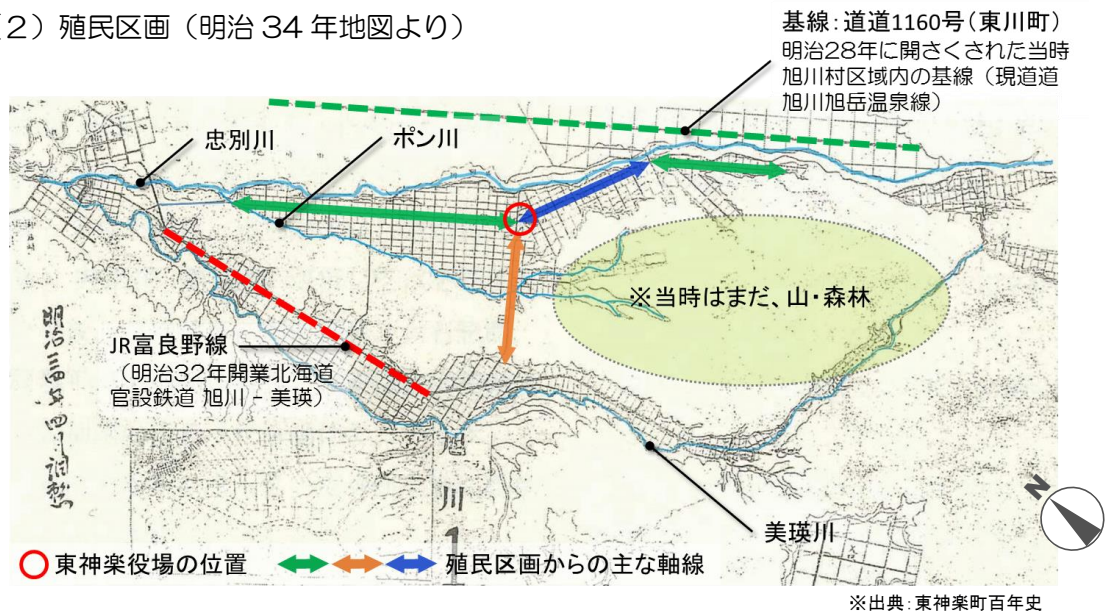 （2）殖民区画（明治 34 年地図より）
基線：道道1160号（東川町）
明治28年に開さくされた当時
旭川村区域内の基線（現道道
旭川旭岳温泉線）
忠別川
ポン川
※当時はまだ、山・森林
JR富良野線
（明治32年開業北海道
官設鉄道 旭川 – 美瑛）
旭
川
1
美瑛川
N
東神楽役場の位置
殖民区画からの主な軸線
※出典：東神楽町百年史